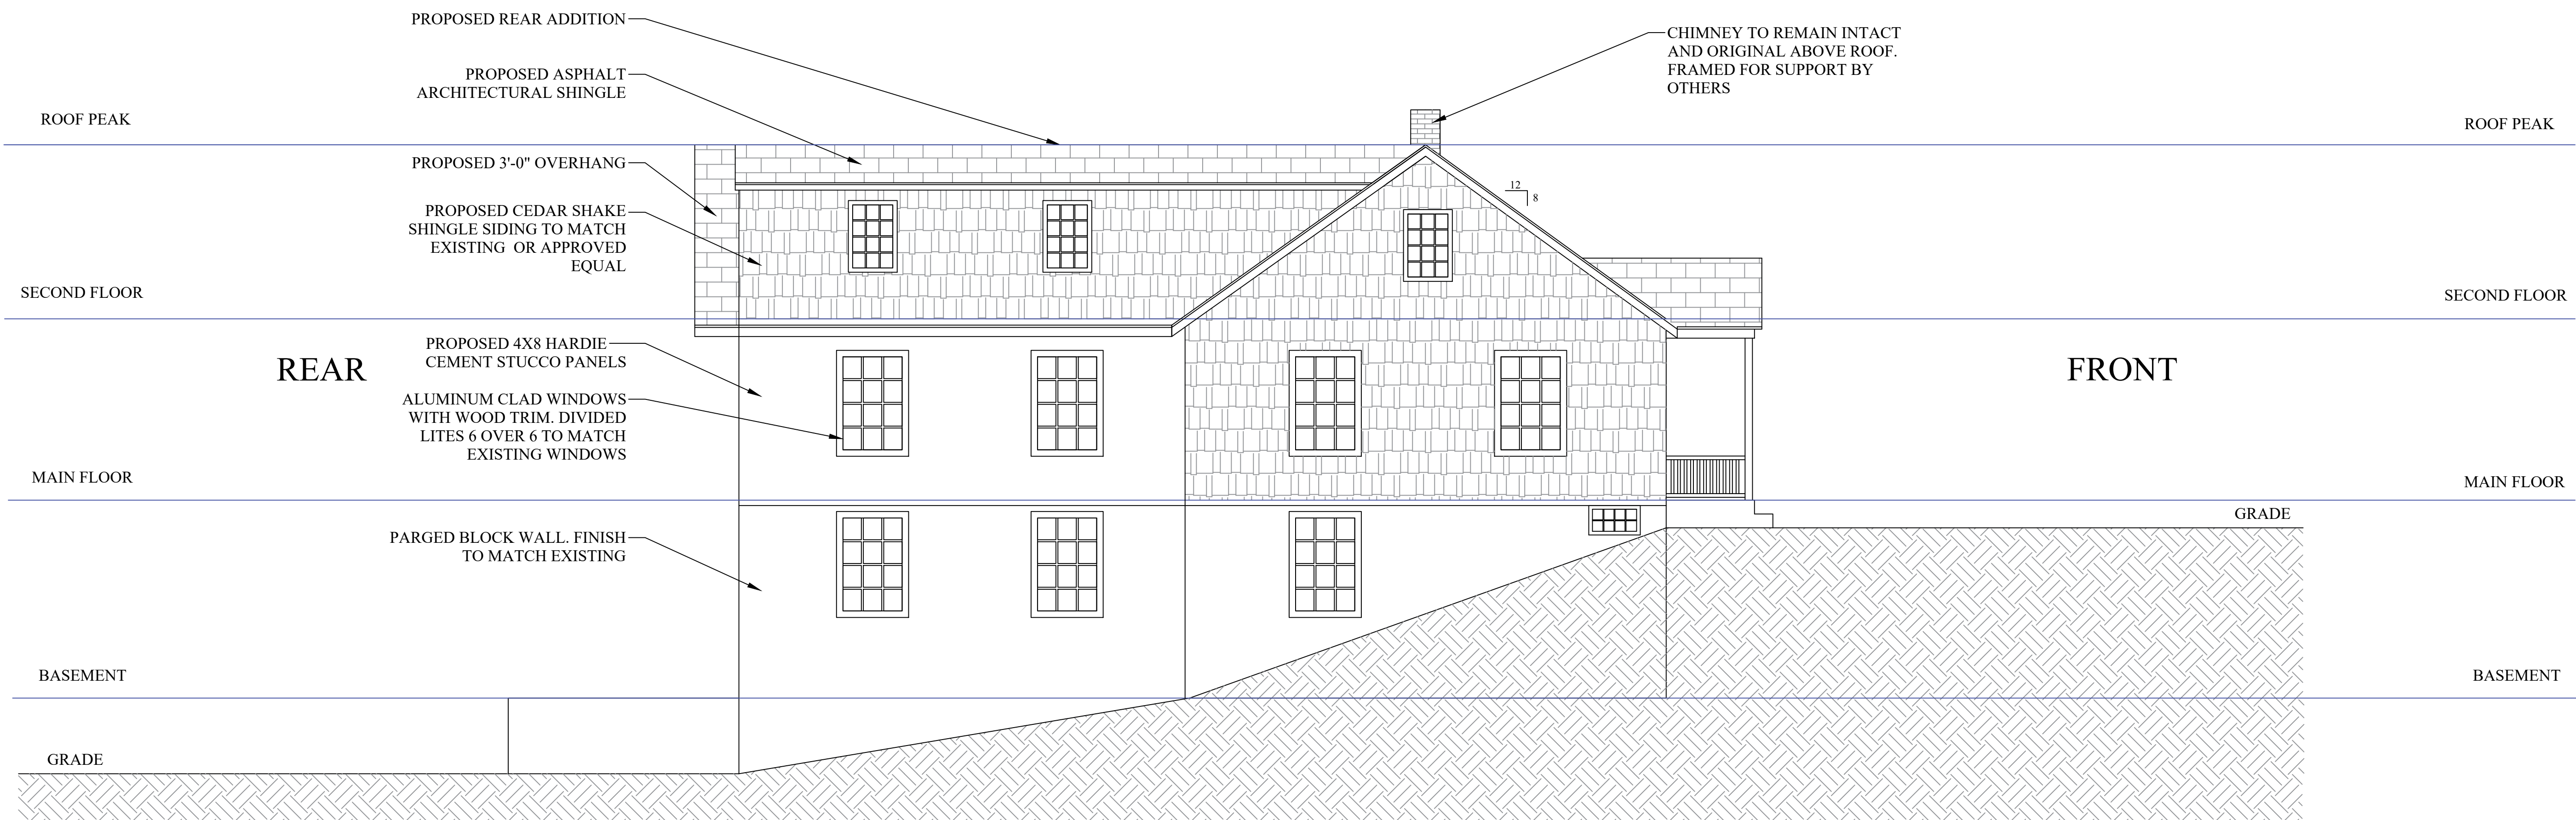 PROPOSED REAR ADDITION
CHIMNEY TO REMAIN INTACT
AND ORIGINAL ABOVE ROOF.
FRAMED FOR SUPPORT BY
OTHERS
PROPOSED ASPHALT
ARCHITECTURAL SHINGLE
ROOF PEAK
ROOF PEAK
PROPOSED 3'-0" OVERHANG
12
8
PROPOSED CEDAR SHAKE
SHINGLE SIDING TO MATCH
EXISTING OR APPROVED
EQUAL
SECOND FLOOR
SECOND FLOOR
PROPOSED 4X8 HARDIE
CEMENT STUCCO PANELS
REAR
FRONT
ALUMINUM CLAD WINDOWS
WITH WOOD TRIM. DIVIDED
LITES 6 OVER 6 TO MATCH
EXISTING WINDOWS
MAIN FLOOR
MAIN FLOOR
GRADE
PARGED BLOCK WALL. FINISH
TO MATCH EXISTING
BASEMENT
BASEMENT
GRADE